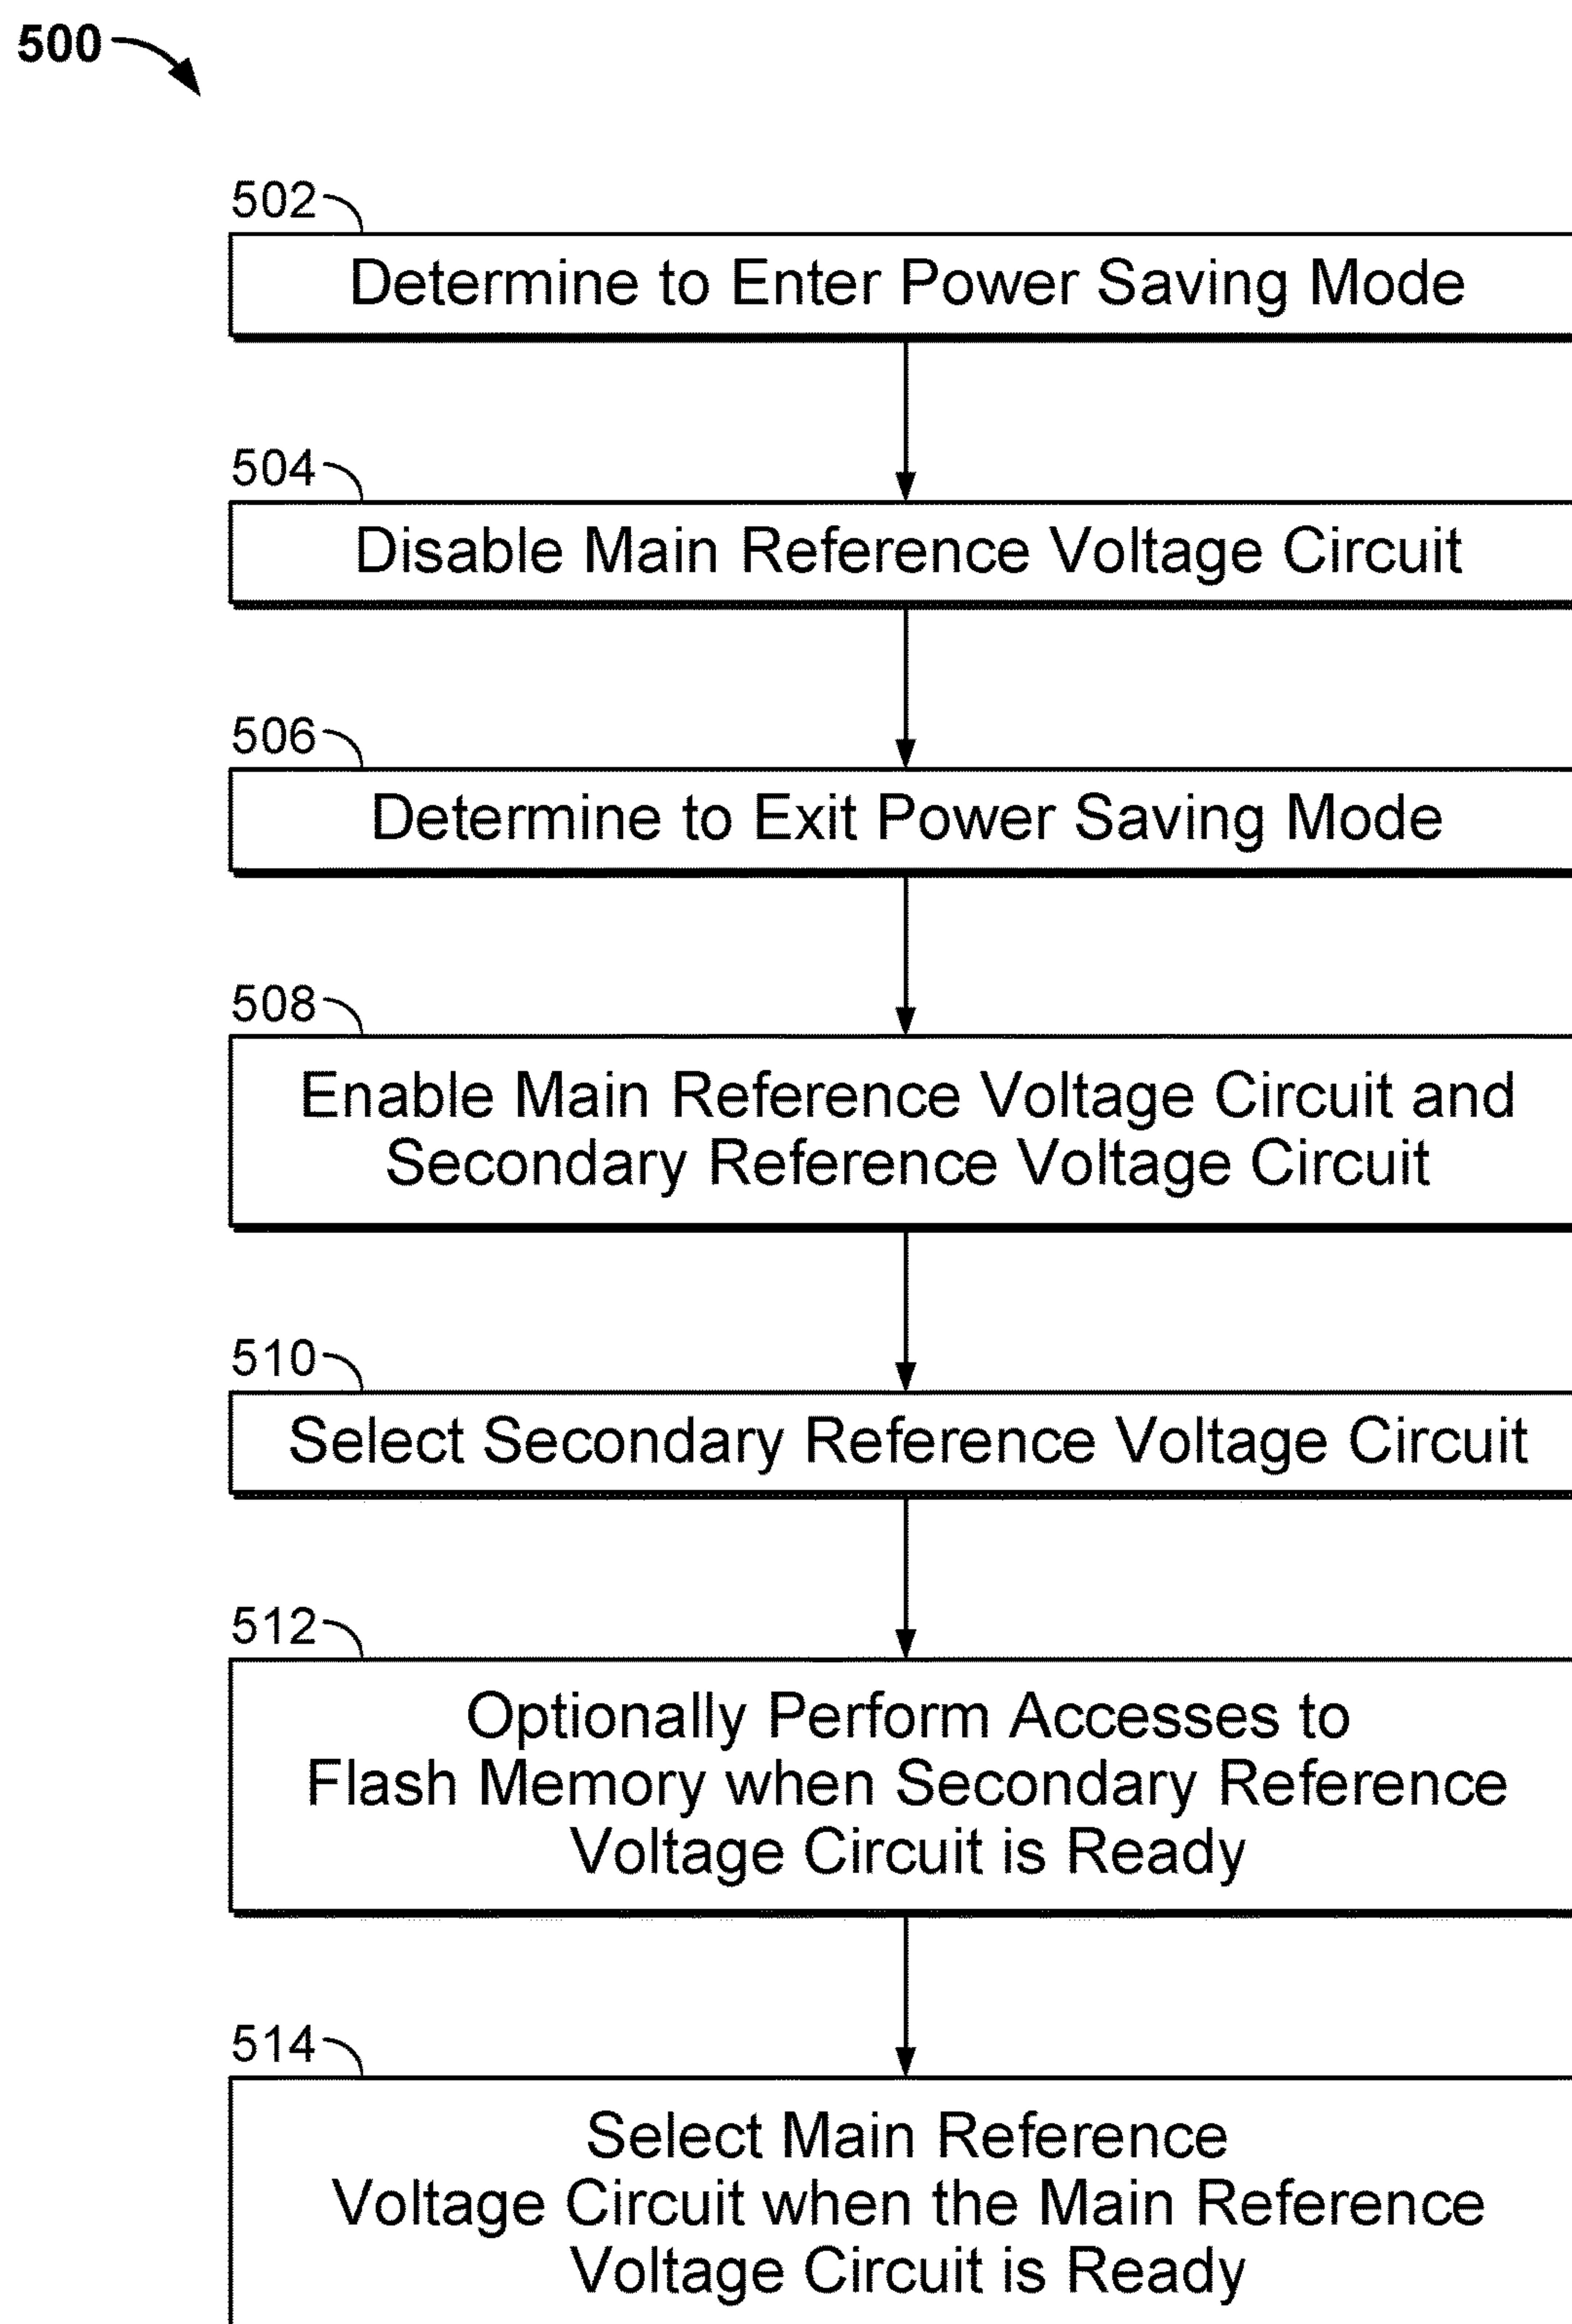 500
502
Determine to Enter Power Saving Mode
504
Disable Main Reference Voltage Circuit
506
Determine to Exit Power Saving Mode
508
Enable Main Reference Voltage Circuit and
Secondary Reference Voltage Circuit
510
Select Secondary Reference Voltage Circuit
512
Optionally Perform Accesses to
Flash Memory when Secondary Reference
Voltage Circuit is Ready
514
Select Main Reference
Voltage Circuit when the Main Reference
Voltage Circuit is Ready